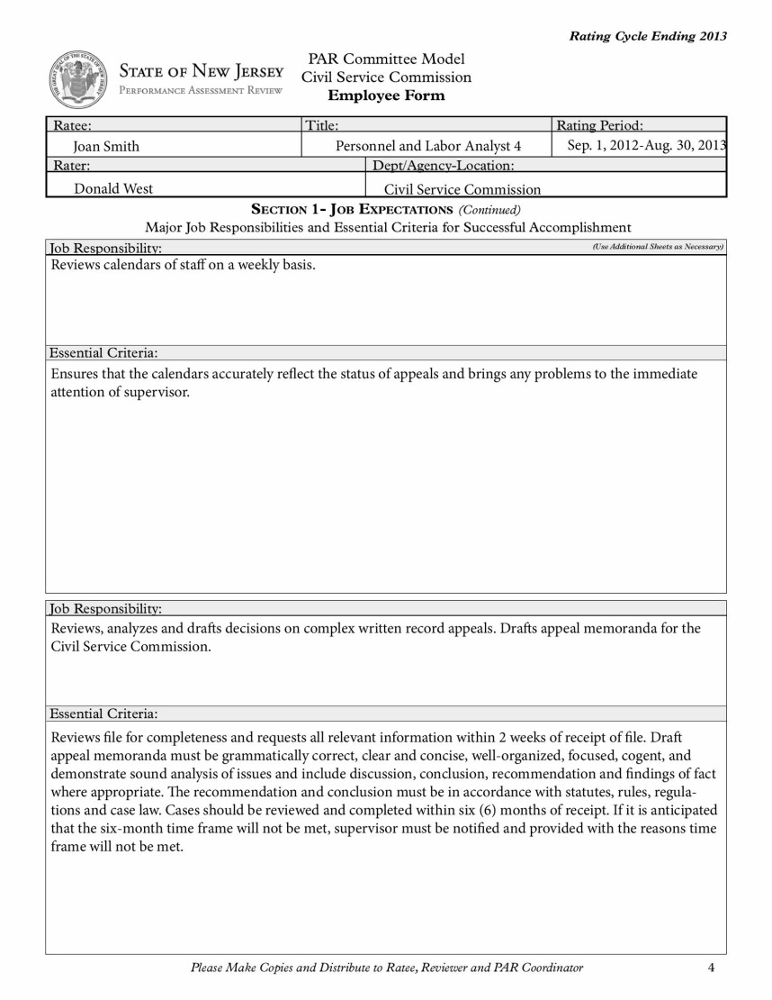 Rating Cycle Ending 2013
PAR Committee Model
STATE OF NEW JERSEY
Civil Service Commission
PERFORMANCE ASSESSMENT REVIEW
Employee Form
Ratee: Title: Rating Period:
Joan Smith Personnel and Labor Analyst 4 Sep. 1, 2012-Aug. 30, 2013
Rater: Dept/Agency-Location:
Donald West Civil Service Commission
SECTION 1- JOB EXPECTATIONS (Continued)
Major Job Responsibilities and Essential Criteria for Successful Accomplishment
Job Responsibility: (Use Additional Sheets as Necessary)
Reviews calendars of staff on a weekly basis.
Essential Criteria:
Ensures that the calendars accurately reflect the status of appeals and brings any problems to the immediate
attention of supervisor.
Job Responsibility:
Reviews, analyzes and drafts decisions on complex written record appeals. Drafts appeal memoranda for the
Civil Service Commission.
Essential Criteria:
Reviews file for completeness and requests all relevant information within 2 weeks of receipt of file. Draft
appeal memoranda must be grammatically correct, clear and concise, well-organized, focused, cogent, and
demonstrate sound analysis of issues and include discussion, conclusion, recommendation and findings of fact
where appropriate. The recommendation and conclusion must be in accordance with statutes, rules, regula-
tions and case law. Cases should be reviewed and completed within six (6) months of receipt. If it is anticipated
that the six-month time frame will not be met, supervisor must be notified and provided with the reasons time
frame will not be met.
Please Make Copies and Distribute to Ratee, Reviewer and PAR Coordinator 4